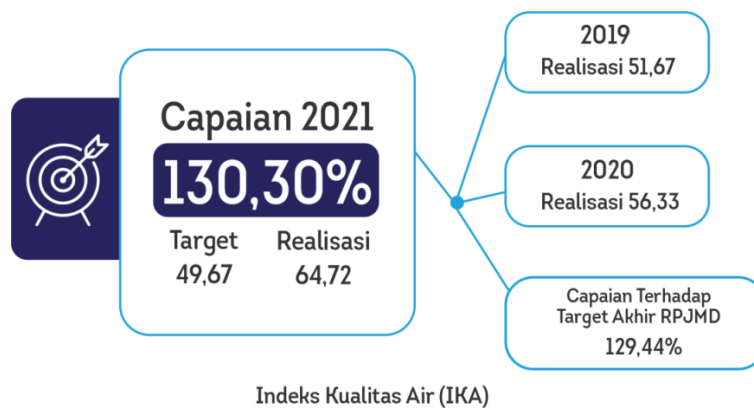 Capaian 2021
130,30%
Target Realisasi
49,67 64,72
2019
Realisasi 51,67
2020
Realisasi 56,33
Capaian Terhadap
Target Akhir RPJMD
129,44%
Indeks Kualitas Air (IKA)